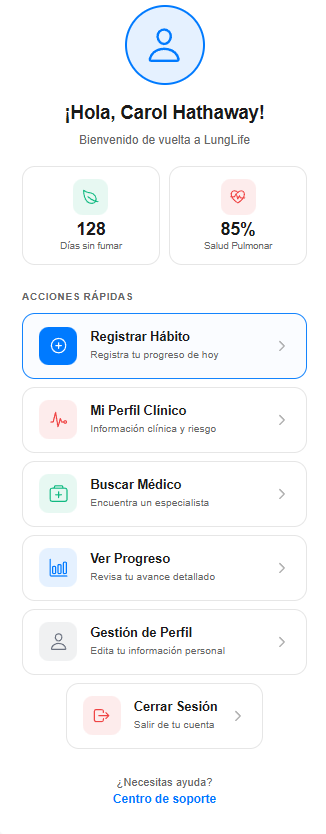 ¡Hola, Carol Hathaway!
Bienvenido de vuelta a LungLife
128
Días sin fumar
85%
Salud Pulmonar
ACCIONES RÁPIDAS
Registrar Hábito
Registra tu progreso de hoy
Mi Perfil Clínico
Información clínica y riesgo
Buscar Médico
Encuentra un especialista
Ver Progreso
Revisa tu avance detallado
Gestión de Perfil
Edita tu información personal
Cerrar Sesión
Salir de tu cuenta
¿Necesitas ayuda?
Centro de soporte